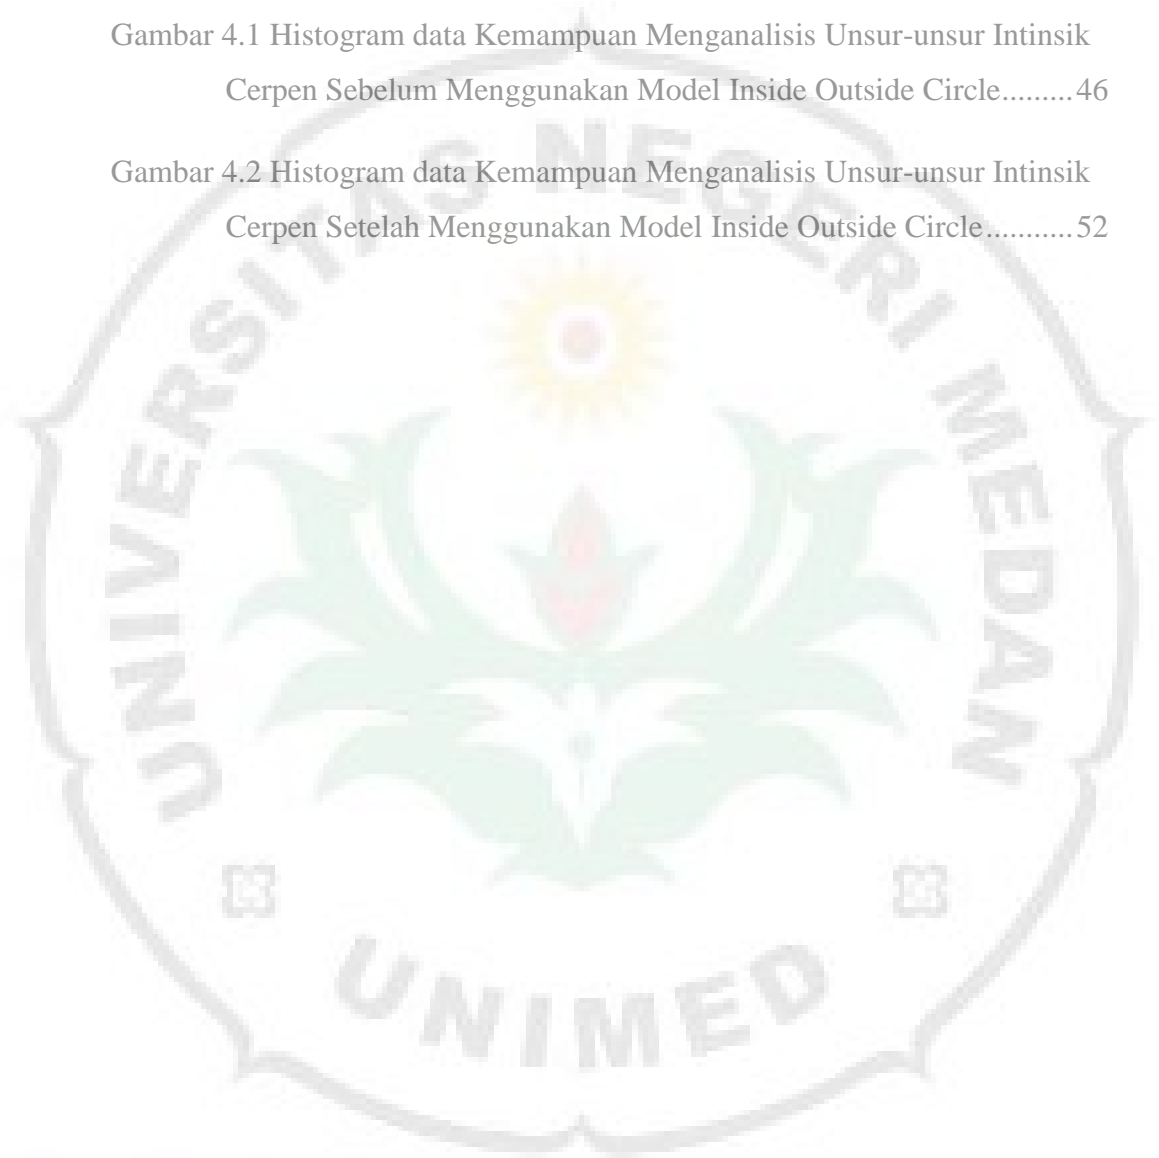 Gambar 4.1 Histogram data Kemampuan Menganalisis Unsur-unsur Intinsik
Cerpen Sebelum Menggunakan Model Inside Outside Circle.........46
Gambar 4.2 Histogram data Kemampuan Menganalisis Unsur-unsur Intinsik
Cerpen Setelah Menggunakan Model Inside Outside Circle...........52
UNIVERSITAS NEGERI MEDAN
UNIMED